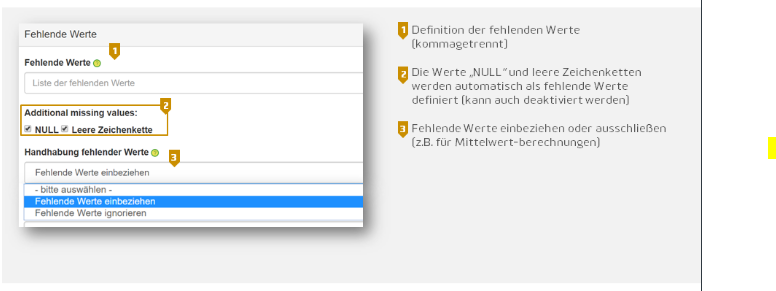 Fehlende Werte
1
Fehlende Werte ?
Liste der fehlenden Werte
2
Additional missing values:
NULL Leere Zeichenkette
Handhabung fehlender Werte ?
3
Fehlende Werte einbeziehen
- bitte auswählen -
Fehlende Werte einbeziehen
Fehlende Werte ignorieren
1 Definition der fehlenden Werte
(kommagetrennt)
2 Die Werte „NULL“ und leere Zeichenketten
werden automatisch als fehlende Werte
definiert (kann auch deaktiviert werden)
3 Fehlende Werte einbeziehen oder ausschließen
(z.B. für Mittelwert-berechnungen)